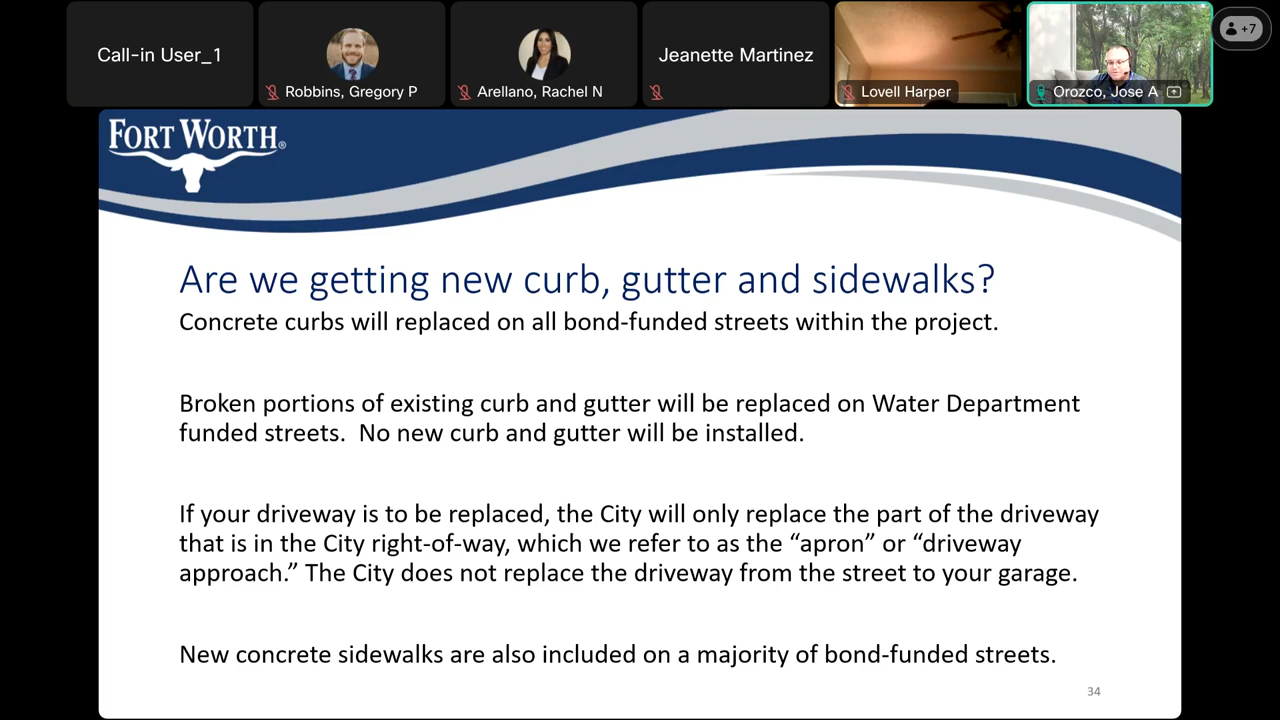 Call-in User_1
Robbins, Gregory P
Arellano, Rachel N
Jeanette Martinez
Lovell Harper
Orozco, Jose A
+7
FORT WORTH®
Are we getting new curb, gutter and sidewalks?
Concrete curbs will replaced on all bond-funded streets within the project.
Broken portions of existing curb and gutter will be replaced on Water Department
funded streets.  No new curb and gutter will be installed.
If your driveway is to be replaced, the City will only replace the part of the driveway
that is in the City right-of-way, which we refer to as the “apron” or “driveway
approach.” The City does not replace the driveway from the street to your garage.
New concrete sidewalks are also included on a majority of bond-funded streets.
34